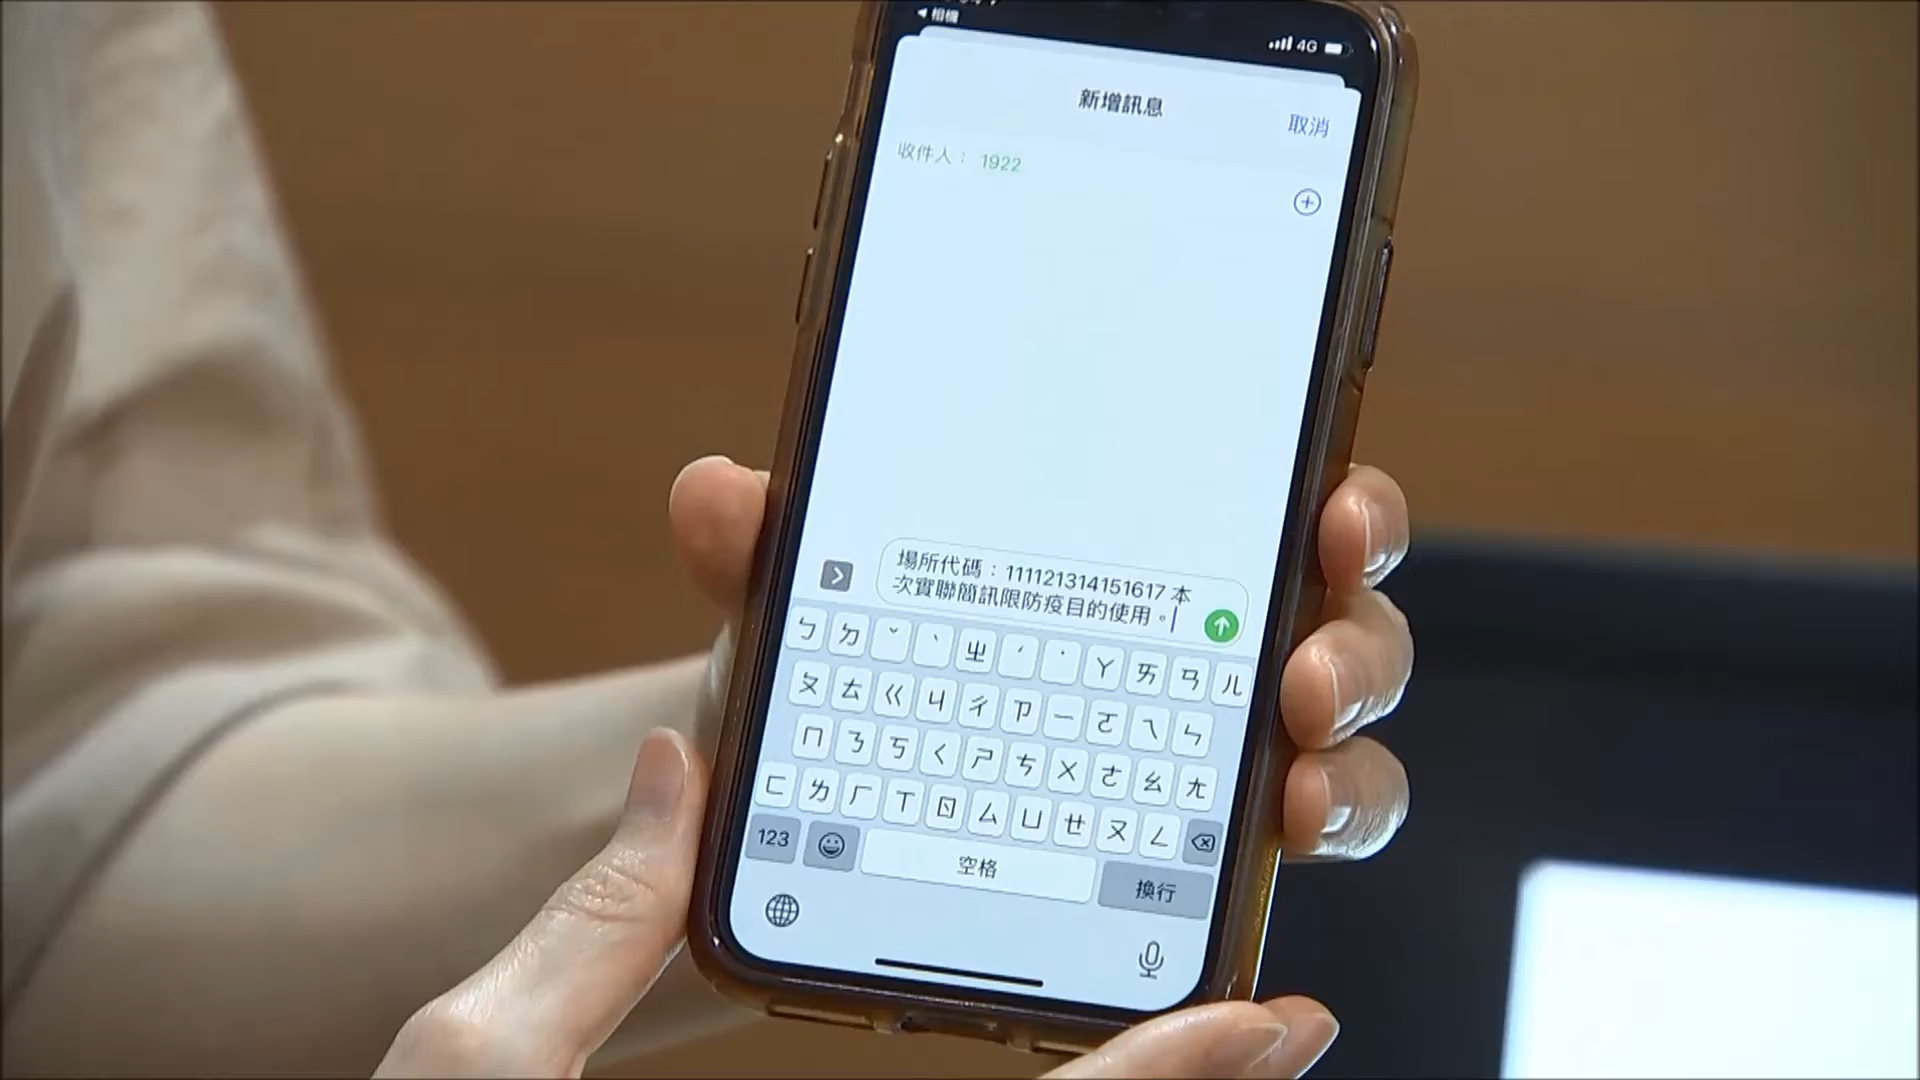 ◀相機
4G
新增訊息
取消
收件人： 1922
場所代碼：111121314151617 本
次實聯簡訊限防疫目的使用。
ㄅ ㄉ ˇ ˋ ㄓ ˊ ˙ ㄚ ㄞ ㄢ ㄦ
ㄆ ㄊ ㄍ ㄐ ㄔ ㄗ ㄧ ㄛ ㄟ ㄣ
ㄇ ㄋ ㄎ ㄑ ㄕ ㄘ ㄨ ㄜ ㄠ ㄤ
ㄈ ㄌ ㄏ ㄒ ㄖ ㄙ ㄩ ㄝ ㄡ ㄥ
123 空格 換行